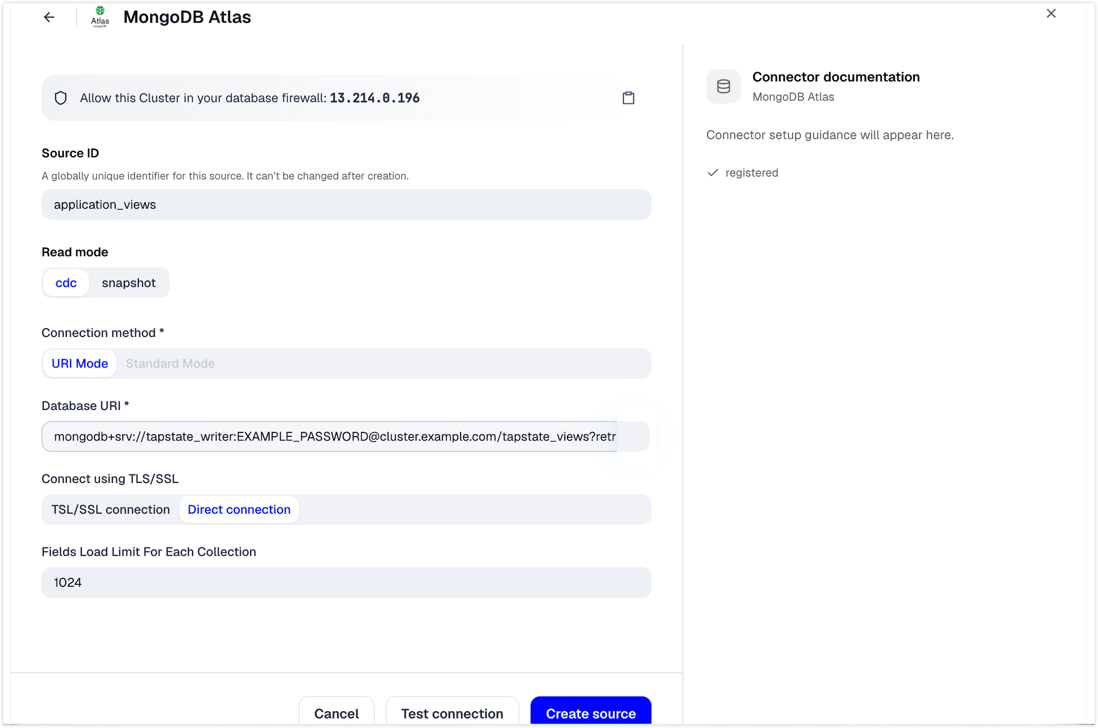 Atlas
mongoDB
MongoDB Atlas
Allow this Cluster in your database firewall: 13.214.0.196
Source ID
A globally unique identifier for this source. It can't be changed after creation.
application_views
Read mode
cdc
snapshot
Connection method *
URI Mode
Standard Mode
Database URI *
mongodb+srv://tapstate_writer:EXAMPLE_PASSWORD@cluster.example.com/tapstate_views?retr
Connect using TLS/SSL
TSL/SSL connection
Direct connection
Fields Load Limit For Each Collection
1024
Cancel
Test connection
Create source
Connector documentation
MongoDB Atlas
Connector setup guidance will appear here.
registered